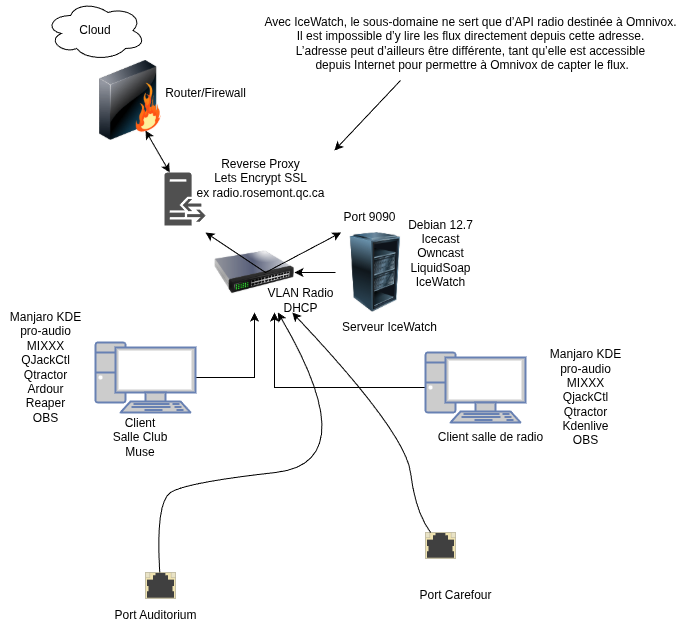 Cloud
Avec IceWatch, le sous-domaine ne sert que d'API radio destinée à Omnivox.
Il est impossible d'y lire les flux directement depuis cette adresse.
L'adresse peut d'ailleurs être différente, tant qu'elle est accessible
depuis Internet pour permettre à Omnivox de capter le flux.
Router/Firewall
Reverse Proxy
Lets Encrypt SSL
ex radio.rosemont.qc.ca
Port 9090
Debian 12.7
Icecast
Owncast
LiquidSoap
IceWatch
VLAN Radio
DHCP
Serveur IceWatch
Manjaro KDE
pro-audio
MIXXX
QJackCtl
Qtractor
Ardour
Reaper
OBS
Client
Salle Club
Muse
Manjaro KDE
pro-audio
MIXXX
QjackCtl
Qtractor
Kdenlive
OBS
Client salle de radio
Port Carefour
Port Auditorium